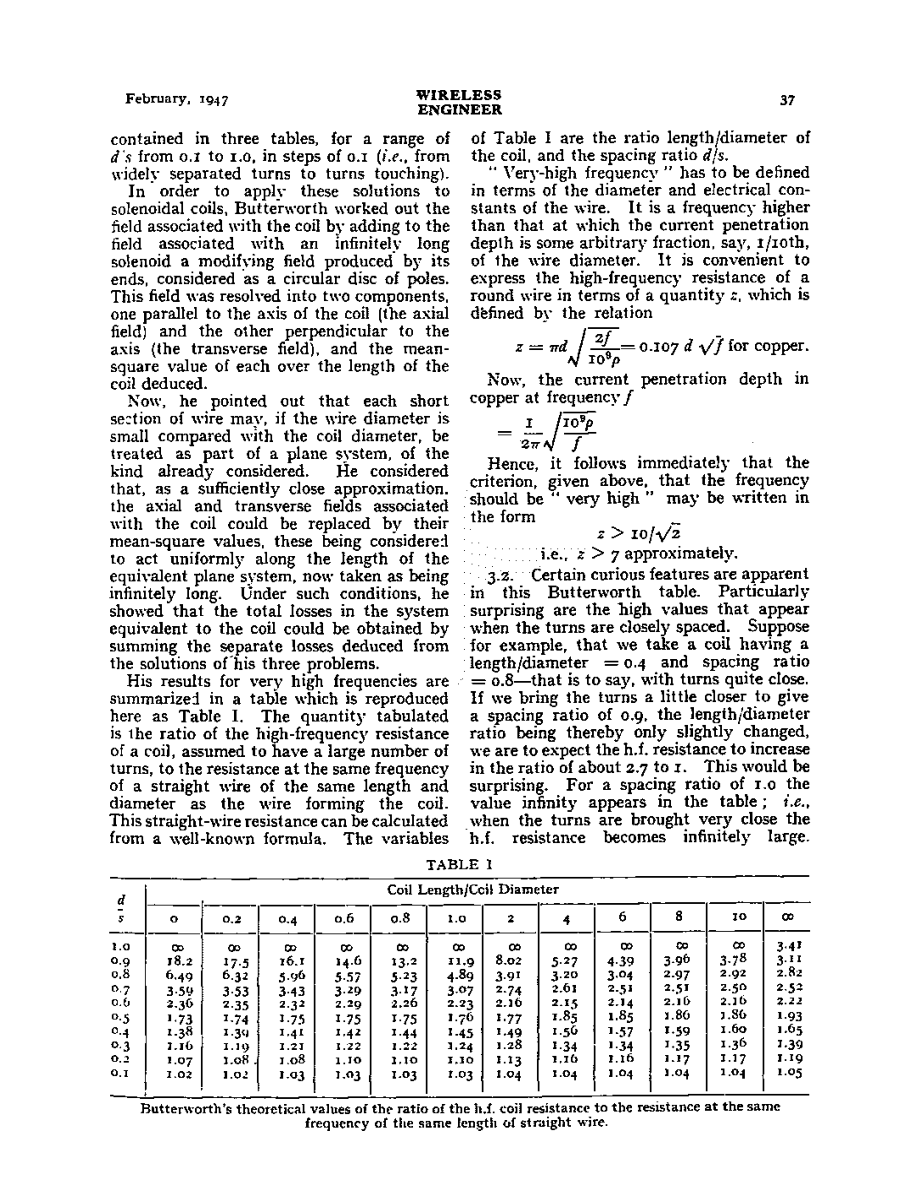 February, 1947
WIRELESS
ENGINEER
37
contained in three tables, for a range of
d's from 0.1 to 1.0, in steps of 0.1 (i.e., from
widely separated turns to turns touching).
In order to apply these solutions to
solenoidal coils, Butterworth worked out the
field associated with the coil by adding to the
field associated with an infinitely long
solenoid a modifying field produced by its
ends, considered as a circular disc of poles.
This field was resolved into two components,
one parallel to the axis of the coil (the axial
field) and the other perpendicular to the
axis (the transverse field), and the mean-
square value of each over the length of the
coil deduced.
Now, he pointed out that each short
section of wire may, if the wire diameter is
small compared with the coil diameter, be
treated as part of a plane system, of the
kind already considered. He considered
that, as a sufficiently close approximation.
the axial and transverse fields associated
with the coil could be replaced by their
mean-square values, these being considered
to act uniformly along the length of the
equivalent plane system, now taken as being
infinitely long. Under such conditions, he
showed that the total losses in the system
equivalent to the coil could be obtained by
summing the separate losses deduced from
the solutions of his three problems.
His results for very high frequencies are
summarized in a table which is reproduced
here as Table I. The quantity tabulated
is the ratio of the high-frequency resistance
of a coil, assumed to have a large number of
turns, to the resistance at the same frequency
of a straight wire of the same length and
diameter as the wire forming the coil.
This straight-wire resistance can be calculated
from a well-known formula. The variables
of Table I are the ratio length/diameter of
the coil, and the spacing ratio d/s.
" Very-high frequency " has to be defined
in terms of the diameter and electrical con-
stants of the wire. It is a frequency higher
than that at which the current penetration
depth is some arbitrary fraction, say, 1/10th,
of the wire diameter. It is convenient to
express the high-frequency resistance of a
round wire in terms of a quantity z, which is
defined by the relation
z = πd √(2f / 10⁹ρ) = 0.107 d √f for copper.
Now, the current penetration depth in
copper at frequency f
= 1/2π √(10⁹ρ / f)
Hence, it follows immediately that the
criterion, given above, that the frequency
should be " very high " may be written in
the form
z > 10/√2
i.e., z > 7 approximately.
3.2. Certain curious features are apparent
in this Butterworth table. Particularly
surprising are the high values that appear
when the turns are closely spaced. Suppose
for example, that we take a coil having a
length/diameter = 0.4 and spacing ratio
= 0.8—that is to say, with turns quite close.
If we bring the turns a little closer to give
a spacing ratio of 0.9, the length/diameter
ratio being thereby only slightly changed,
we are to expect the h.f. resistance to increase
in the ratio of about 2.7 to 1. This would be
surprising. For a spacing ratio of 1.0 the
value infinity appears in the table ; i.e.,
when the turns are brought very close the
h.f. resistance becomes infinitely large.
TABLE I
Coil Length/Coil Diameter
d/s 0 0.2 0.4 0.6 0.8 1.0 2 4 6 8 10 ∞
1.0 ∞ ∞ ∞ ∞ ∞ ∞ ∞ ∞ ∞ ∞ ∞ 3.41
0.9 18.2 17.5 16.1 14.6 13.2 11.9 8.02 5.27 4.39 3.96 3.78 3.11
0.8 6.49 6.32 5.96 5.57 5.23 4.89 3.91 3.20 3.04 2.97 2.92 2.82
0.7 3.59 3.53 3.43 3.29 3.17 3.07 2.74 2.61 2.51 2.51 2.50 2.52
0.6 2.36 2.35 2.32 2.29 2.26 2.23 2.16 2.15 2.14 2.16 2.16 2.22
0.5 1.73 1.74 1.75 1.75 1.75 1.76 1.77 1.85 1.85 1.86 1.86 1.93
0.4 1.38 1.39 1.41 1.42 1.44 1.45 1.49 1.56 1.57 1.59 1.60 1.65
0.3 1.16 1.19 1.21 1.22 1.22 1.24 1.28 1.34 1.34 1.35 1.36 1.39
0.2 1.07 1.08 1.08 1.10 1.10 1.10 1.13 1.16 1.16 1.17 1.17 1.19
0.1 1.02 1.02 1.03 1.03 1.03 1.03 1.04 1.04 1.04 1.04 1.04 1.05
Butterworth's theoretical values of the ratio of the h.f. coil resistance to the resistance at the same
frequency of the same length of straight wire.